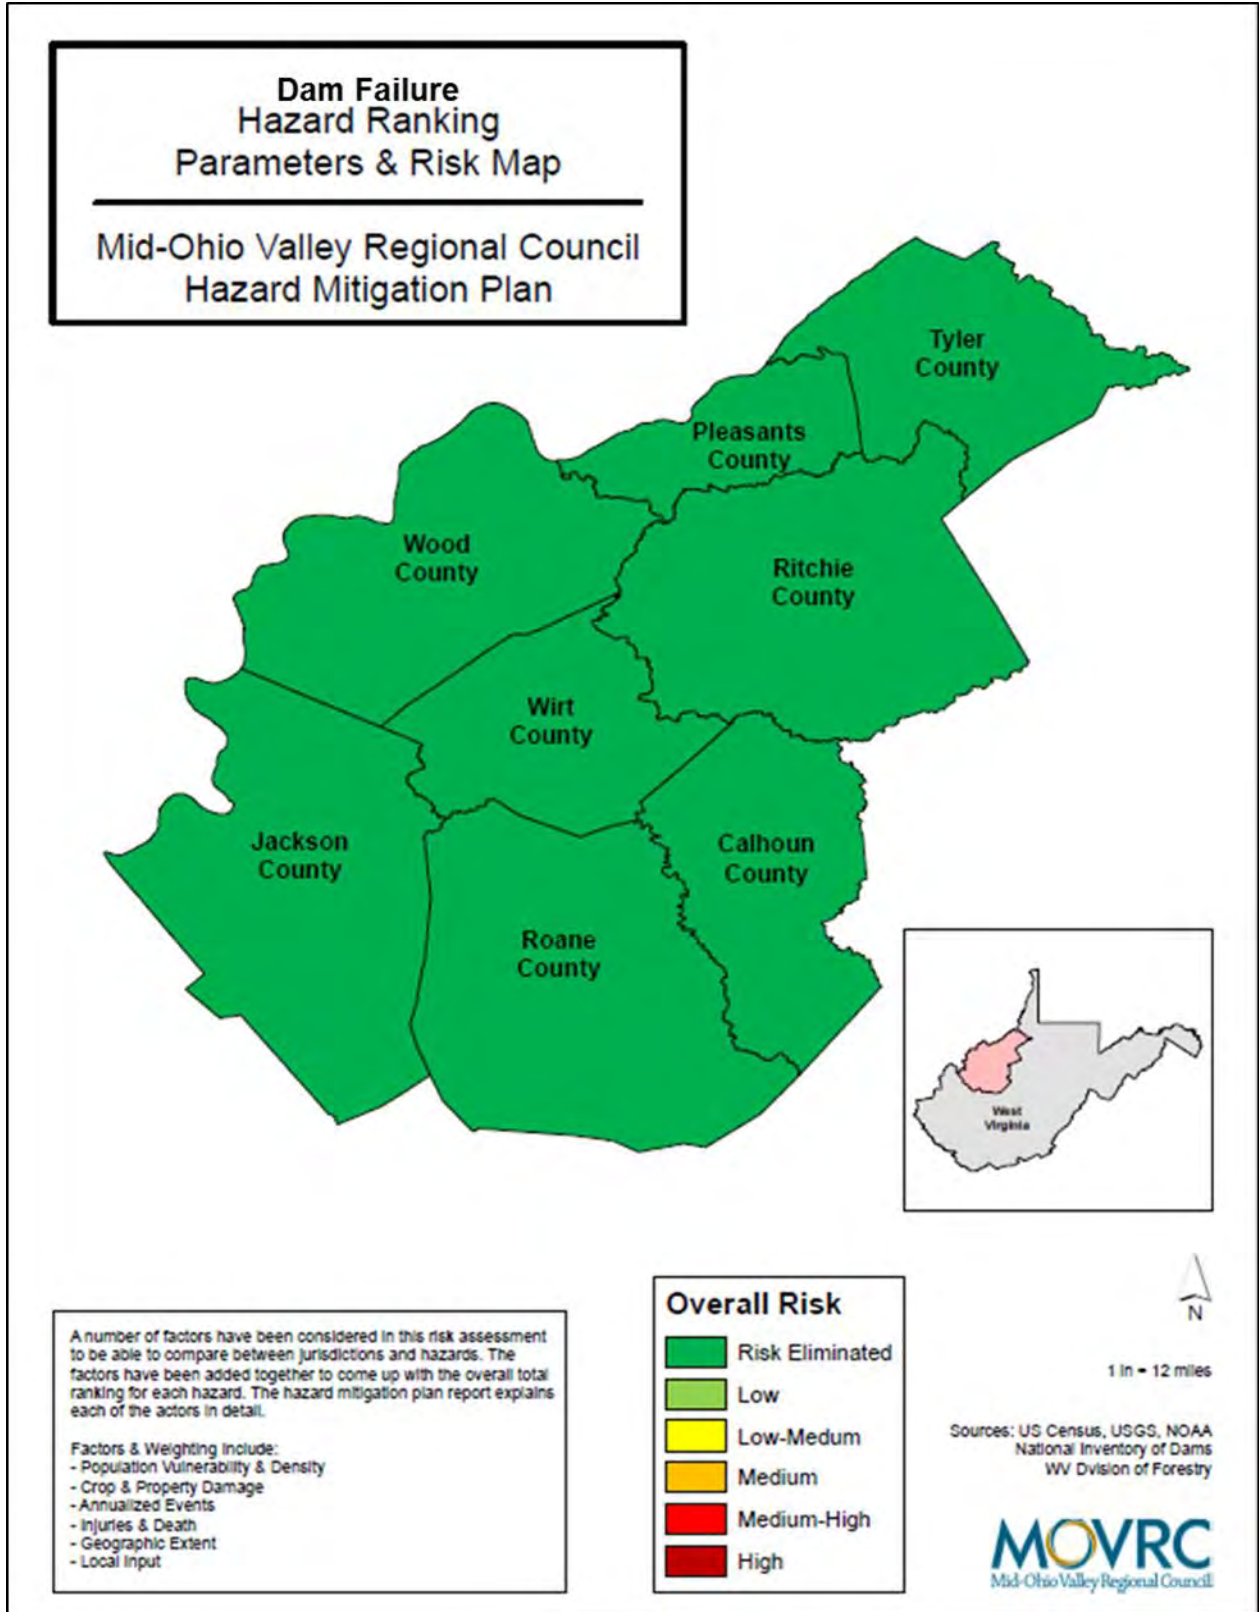 Dam Failure
Hazard Ranking
Parameters & Risk Map
Mid-Ohio Valley Regional Council
Hazard Mitigation Plan
Tyler
County
Pleasants
County
Wood
County
Ritchie
County
Wirt
County
Jackson
County
Calhoun
County
Roane
County
West
Virginia
A number of factors have been considered in this risk assessment
to be able to compare between jurisdictions and hazards. The
factors have been added together to come up with the overall total
ranking for each hazard. The hazard mitigation plan report explains
each of the actors in detail.
Factors & Weighting Include:
- Population Vulnerability & Density
- Crop & Property Damage
- Annualized Events
- Injuries & Death
- Geographic Extent
- Local Input
Overall Risk
Risk Eliminated
Low
Low-Medum
Medium
Medium-High
High
N
1 in = 12 miles
Sources: US Census, USGS, NOAA
National Inventory of Dams
WV Dvision of Forestry
MOVRC
Mid-Ohio Valley Regional Council